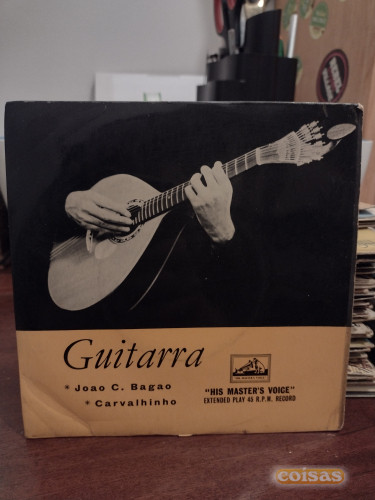 Guitarra
* Joao C. Bagao
* Carvalhinho
"HIS MASTER'S VOICE"
EXTENDED PLAY 45 R.P.M. RECORD
coisas